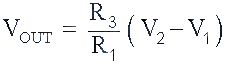 V_OUT = R_3/R_1 ( V_2 − V_1 )